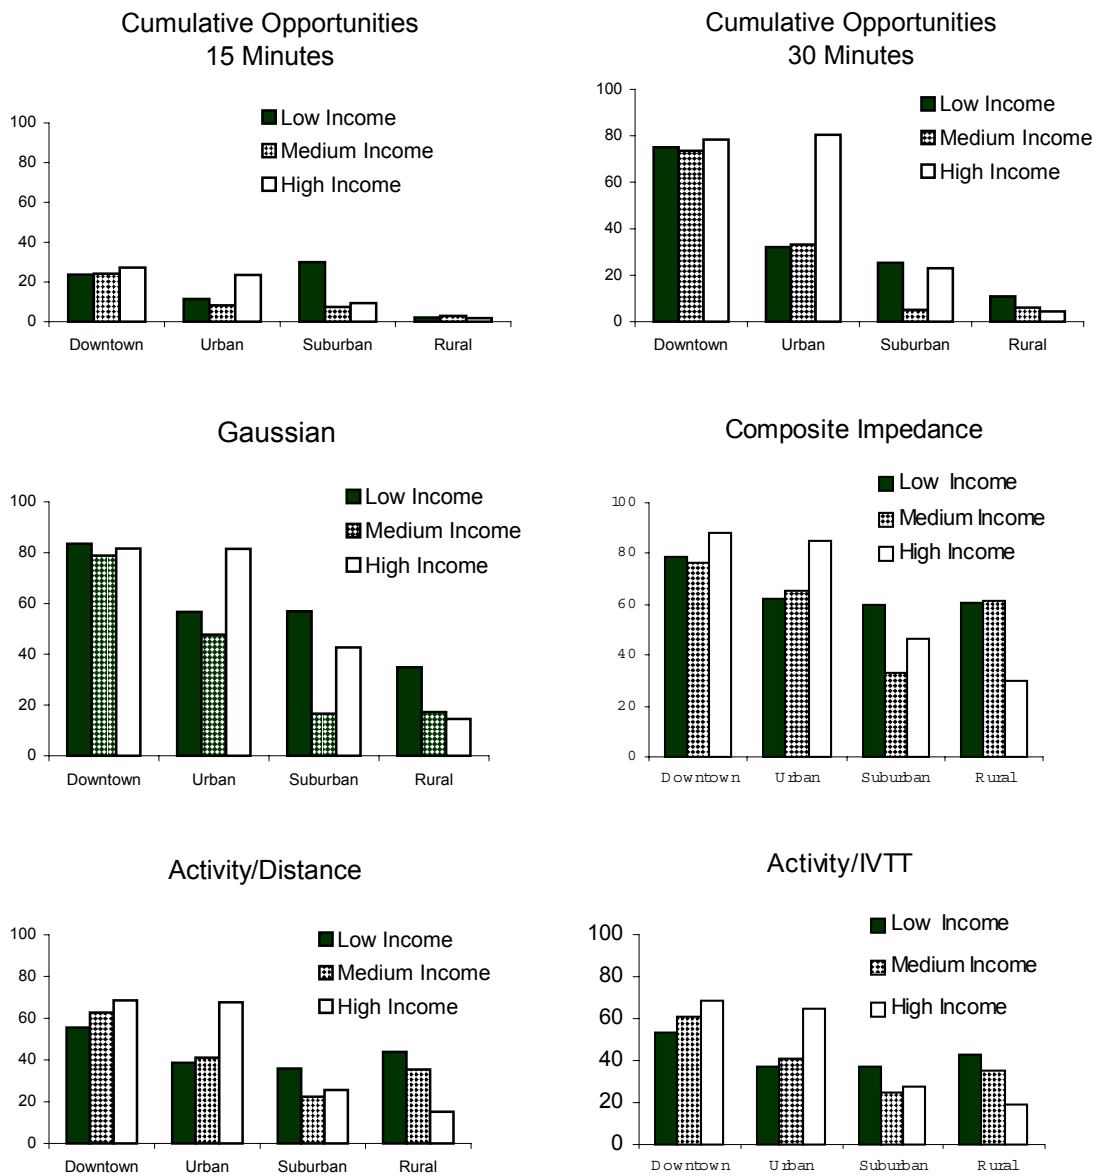 Cumulative Opportunities
15 Minutes
Low Income
Medium Income
High Income
100
80
60
40
20
0
Downtown Urban Suburban Rural
Cumulative Opportunities
30 Minutes
Low Income
Medium Income
High Income
100
80
60
40
20
0
Downtown Urban Suburban Rural
Gaussian
Low Income
Medium Income
High Income
100
80
60
40
20
0
Downtown Urban Suburban Rural
Composite Impedance
Low Income
Medium Income
High Income
100
80
60
40
20
0
Downtown Urban Suburban Rural
Activity/Distance
Low Income
Medium Income
High Income
100
80
60
40
20
0
Downtown Urban Suburban Rural
Activity/IVTT
Low Income
Medium Income
High Income
100
80
60
40
20
0
Downtown Urban Suburban Rural